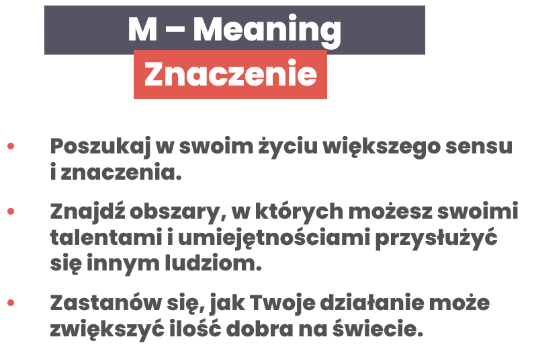 M – Meaning
Znaczenie
• Poszukaj w swoim życiu większego sensu
i znaczenia.
• Znajdź obszary, w których możesz swoimi
talentami i umiejętnościami przysłużyć
się innym ludziom.
• Zastanów się, jak Twoje działanie może
zwiększyć ilość dobra na świecie.